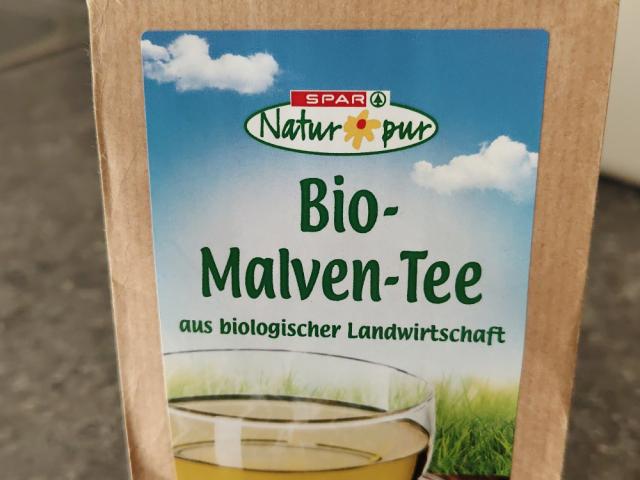 SPAR
Natur pur
Bio-
Malven-Tee
aus biologischer Landwirtschaft